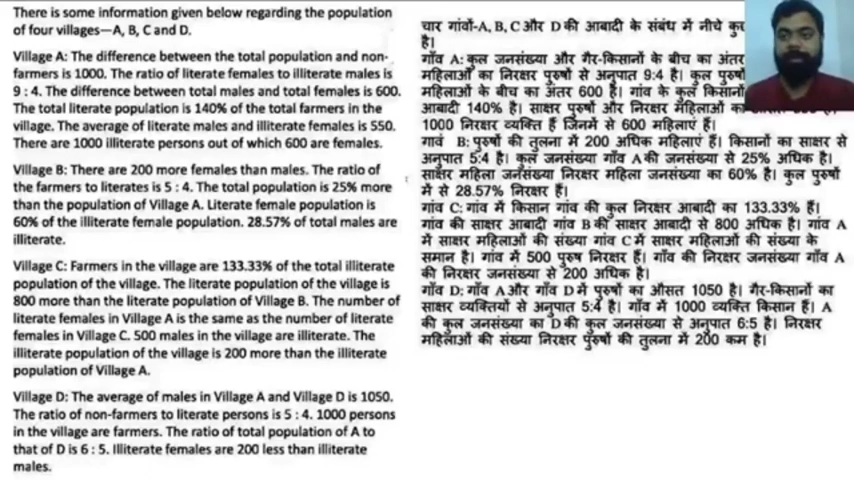 There is some information given below regarding the population
of four villages—A, B, C and D.
Village A: The difference between the total population and non-
farmers is 1000. The ratio of literate females to illiterate males is
9 : 4. The difference between total males and total females is 600.
The total literate population is 140% of the total farmers in the
village. The average of literate males and illiterate females is 550.
There are 1000 illiterate persons out of which 600 are females.
Village B: There are 200 more females than males. The ratio of
the farmers to literates is 5 : 4. The total population is 25% more
than the population of Village A. Literate female population is
60% of the illiterate female population. 28.57% of total males are
illiterate.
Village C: Farmers in the village are 133.33% of the total illiterate
population of the village. The literate population of the village is
800 more than the literate population of Village B. The number of
literate females in Village A is the same as the number of literate
females in Village C. 500 males in the village are illiterate. The
illiterate population of the village is 200 more than the illiterate
population of Village A.
Village D: The average of males in Village A and Village D is 1050.
The ratio of non-farmers to literate persons is 5 : 4. 1000 persons
in the village are farmers. The ratio of total population of A to
that of D is 6 : 5. Illiterate females are 200 less than illiterate
males.
चार गांवों-A, B, C और D की आबादी के संबंध में नीचे कुछ
है।
गाँव A: कुल जनसंख्या और गैर-किसानों के बीच का अंतर
महिलाओं का निरक्षर पुरुषों से अनुपात 9:4 है। कुल पुरुषों
महिलाओं के बीच का अंतर 600 है। गांव के कुल किसानों
आबादी 140% है। साक्षर पुरुषों और निरक्षर महिलाओं का
1000 निरक्षर व्यक्ति हैं जिनमें से 600 महिलाएं हैं।
गावं B: पुरुषों की तुलना में 200 अधिक महिलाएं हैं। किसानों का साक्षर से
अनुपात 5:4 है। कुल जनसंख्या गाँव A की जनसंख्या से 25% अधिक है।
साक्षर महिला जनसंख्या निरक्षर महिला जनसंख्या का 60% है। कुल पुरुषों
में से 28.57% निरक्षर हैं।
गाँव C: गाँव में किसान गांव की कुल निरक्षर आबादी का 133.33% हैं।
गांव की साक्षर आबादी गांव B की साक्षर आबादी से 800 अधिक है। गांव A
में साक्षर महिलाओं की संख्या गांव C में साक्षर महिलाओं की संख्या के
समान है। गांव में 500 पुरुष निरक्षर हैं। गाँव की निरक्षर जनसंख्या गाँव A
की निरक्षर जनसंख्या से 200 अधिक है।
गाँव D: गाँव A और गाँव D में पुरुषों का औसत 1050 है। गैर-किसानों का
साक्षर व्यक्तियों से अनुपात 5:4 है। गाँव में 1000 व्यक्ति किसान हैं। A
की कुल जनसंख्या का D की कुल जनसंख्या से अनुपात 6:5 है। निरक्षर
महिलाओं की संख्या निरक्षर पुरुषों की तुलना में 200 कम है।